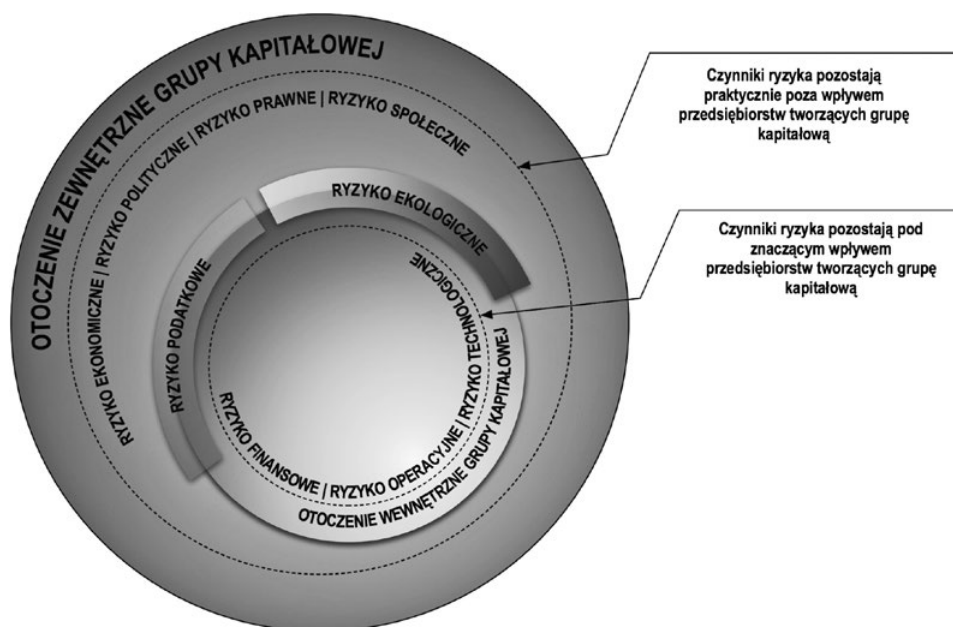 OTOCZENIE ZEWNĘTRZNE GRUPY KAPITAŁOWEJ
RYZYKO EKONOMICZNE | RYZYKO POLITYCZNE | RYZYKO PRAWNE | RYZYKO SPOŁECZNE
RYZYKO PODATKOWE
RYZYKO EKOLOGICZNE
RYZYKO FINANSOWE | RYZYKO OPERACYJNE | RYZYKO TECHNOLOGICZNE
OTOCZENIE WEWNĘTRZNE GRUPY KAPITAŁOWEJ
Czynniki ryzyka pozostają
praktycznie poza wpływem
przedsiębiorstw tworzących grupę
kapitałową
Czynniki ryzyka pozostają pod
znaczącym wpływem
przedsiębiorstw tworzących grupę
kapitałową